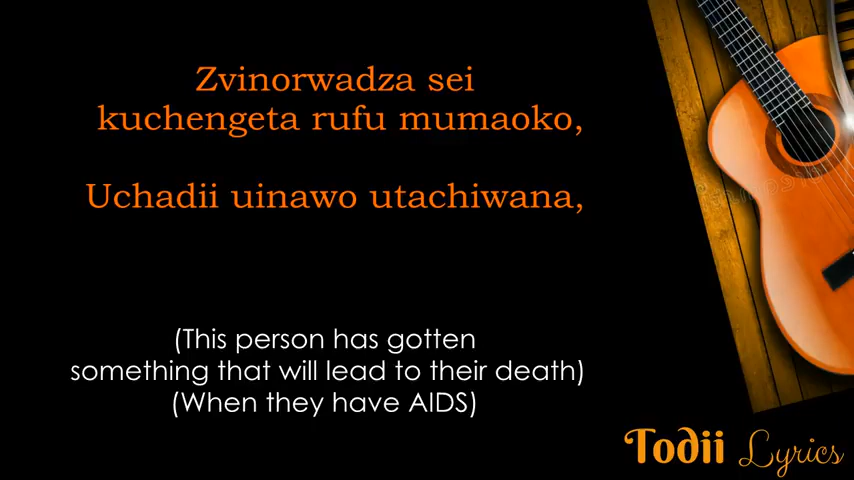 Zvinorwadza sei
kuchengeta rufu mumaoko,
Uchadii uinawo utachiwana,
(This person has gotten
something that will lead to their death)
(When they have AIDS)
Todii Lyrics